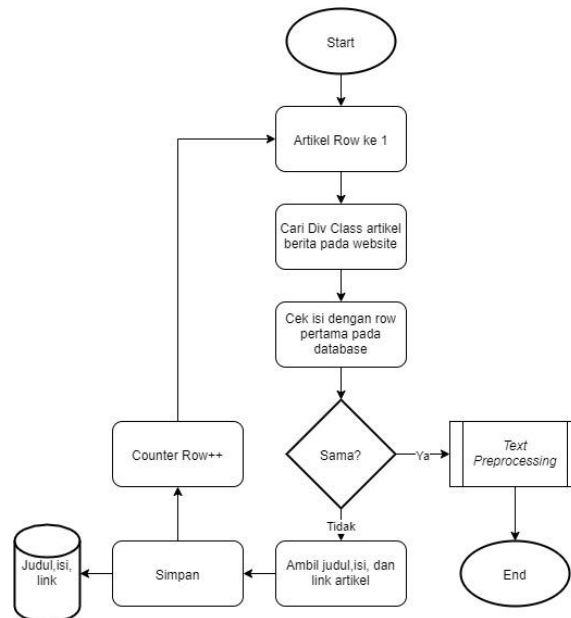 Start
Artikel Row ke 1
Cari Div Class artikel
berita pada website
Cek isi dengan row
pertama pada
database
Sama?
Ya
Text
Preprocessing
Counter Row++
Tidak
Judul,isi,
link
Simpan
Ambil judul,isi, dan
link artikel
End